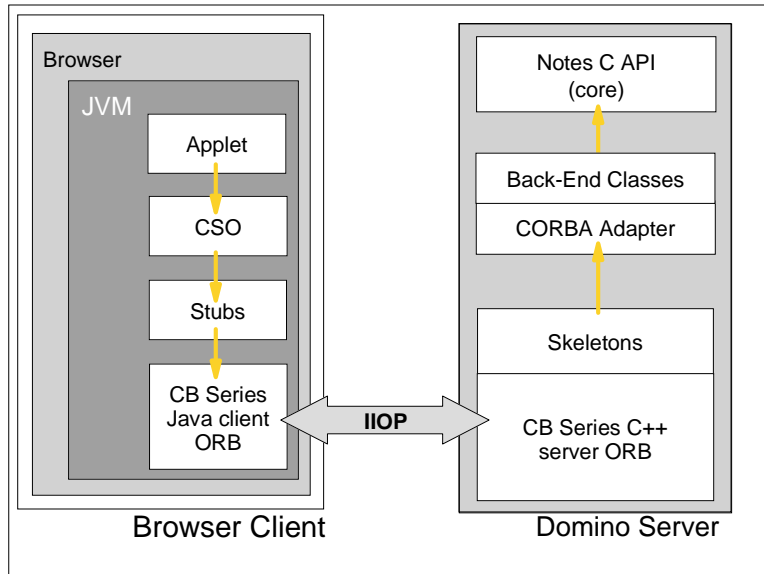 Browser
JVM
Applet
CSO
Stubs
CB Series
Java client
ORB
Browser Client
IIOP
Notes C API
(core)
Back-End Classes
CORBA Adapter
Skeletons
CB Series C++
server ORB
Domino Server